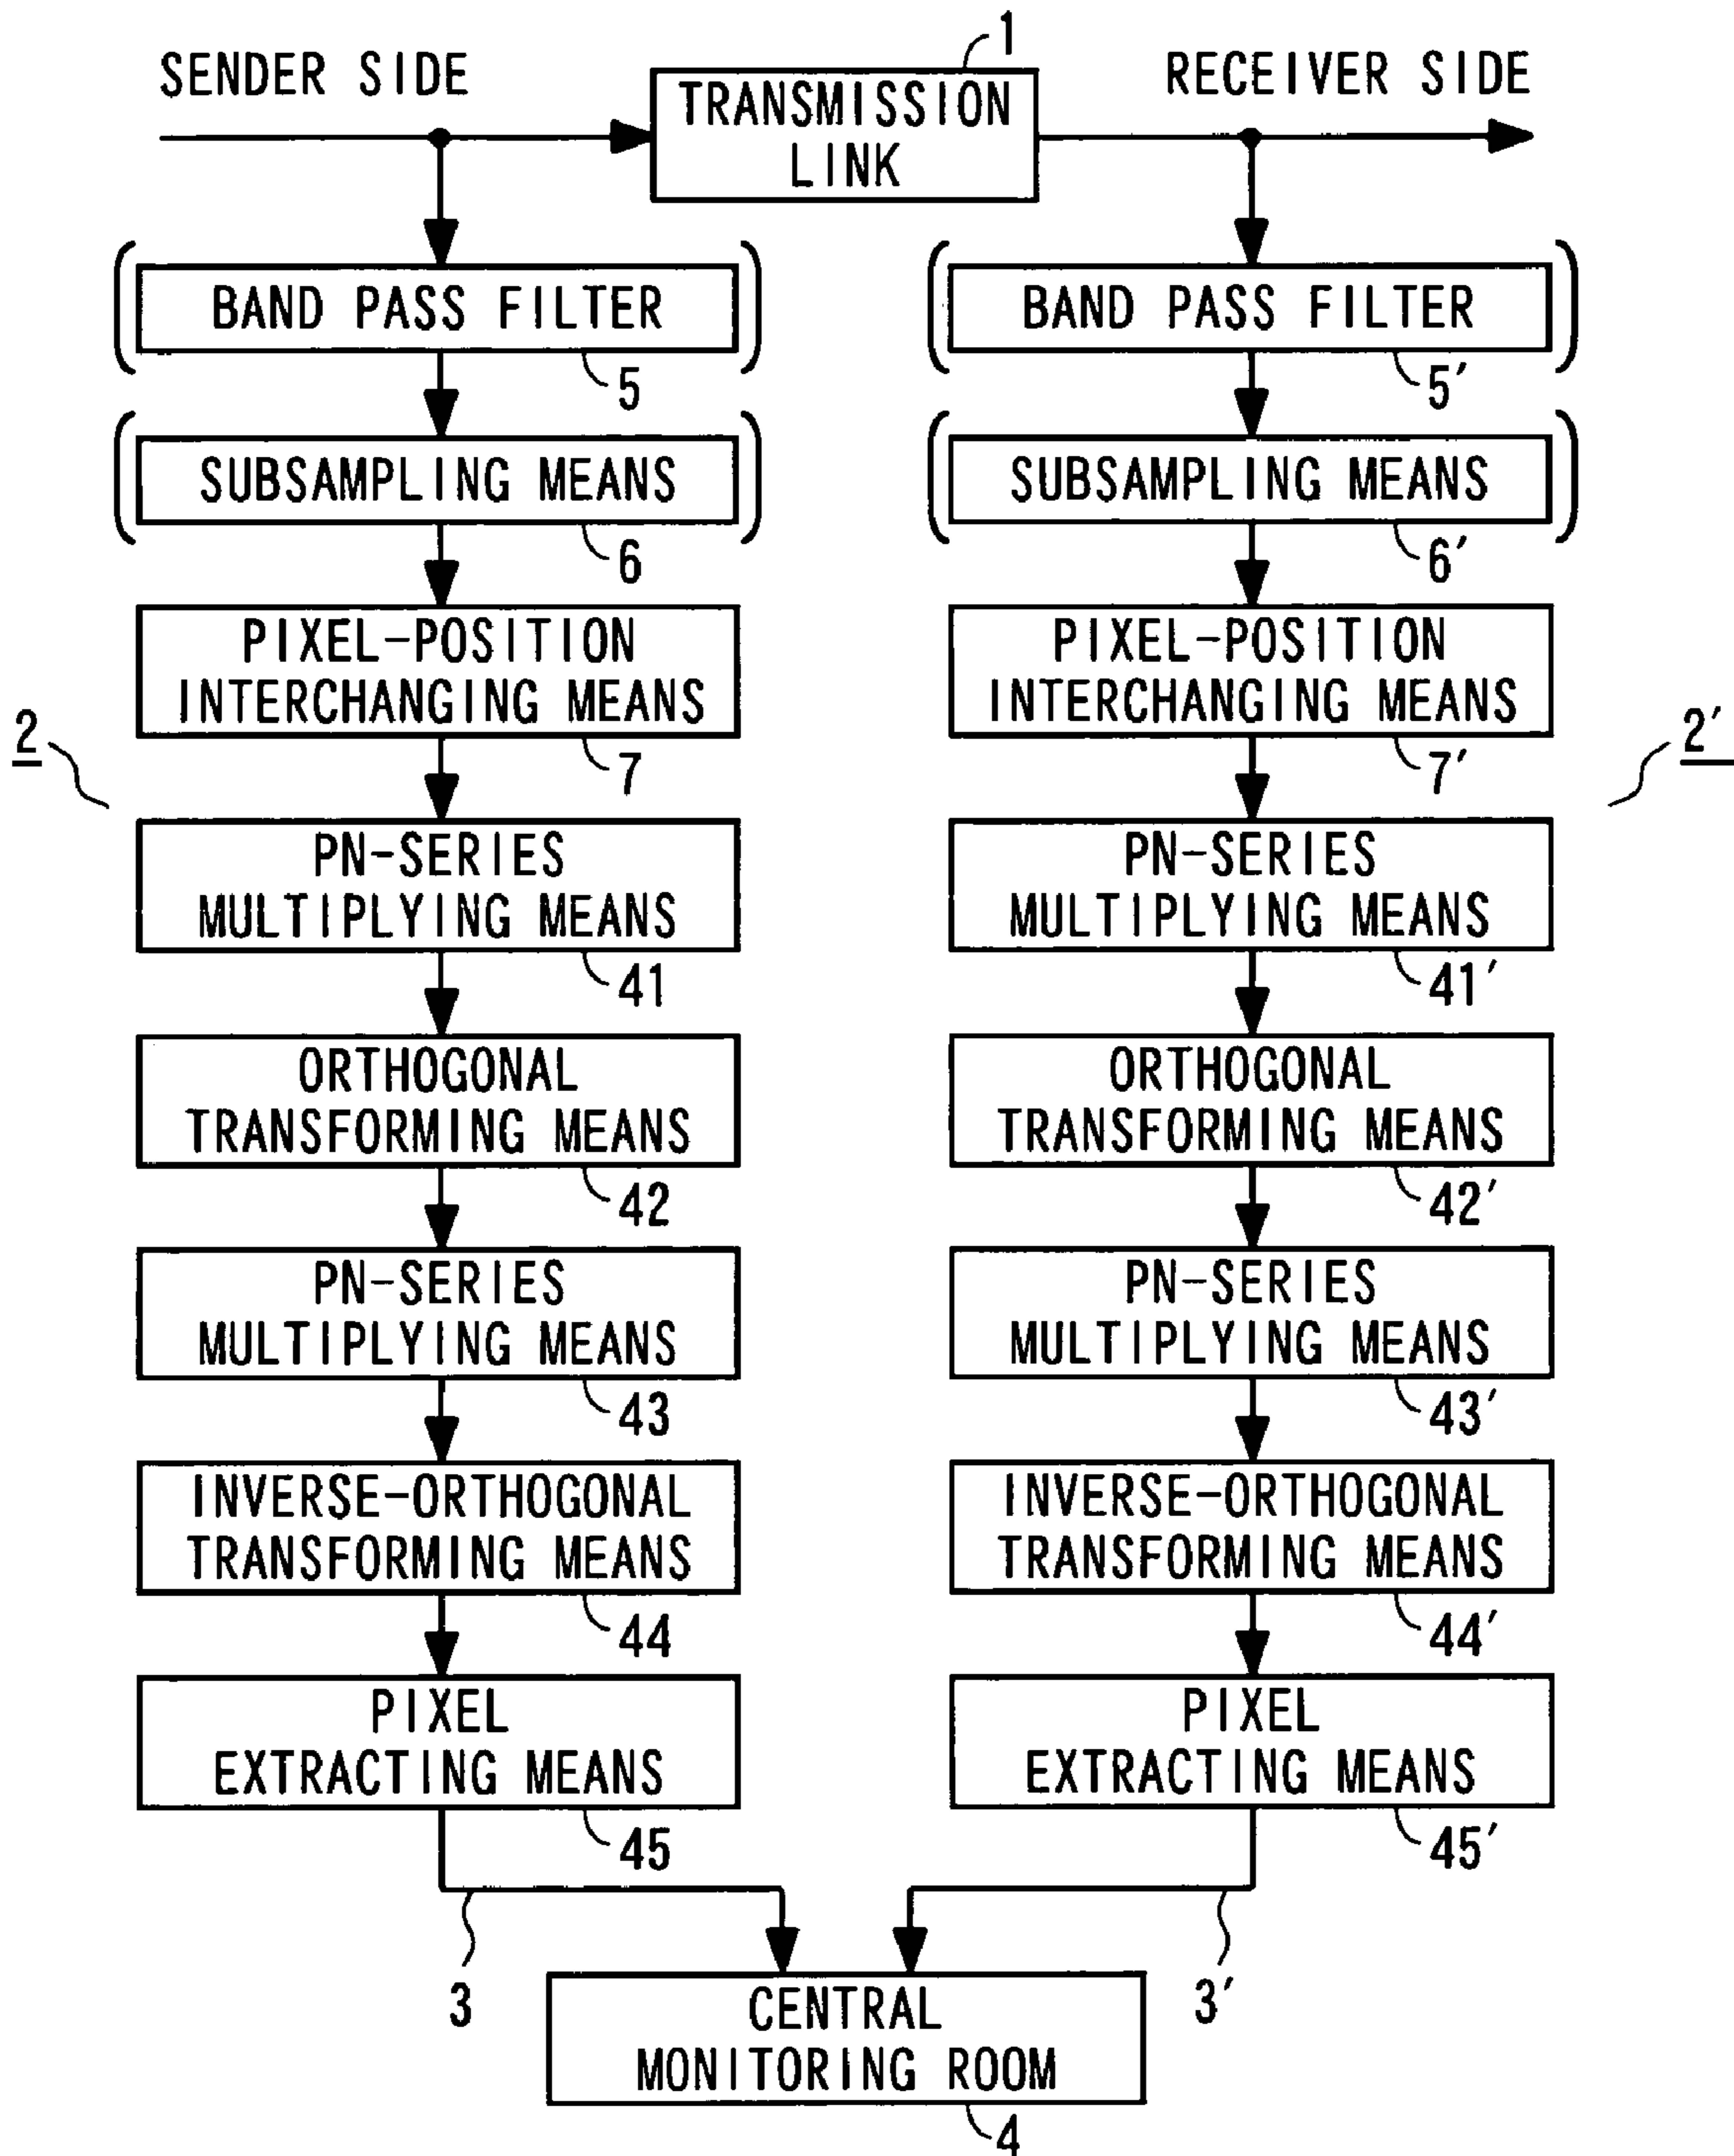 1
SENDER SIDE
TRANSMISSION
LINK
RECEIVER SIDE
BAND PASS FILTER
5
BAND PASS FILTER
5′
SUBSAMPLING MEANS
6
SUBSAMPLING MEANS
6′
PIXEL-POSITION
INTERCHANGING MEANS
7
PIXEL-POSITION
INTERCHANGING MEANS
7′
2
2′
PN-SERIES
MULTIPLYING MEANS
41
PN-SERIES
MULTIPLYING MEANS
41′
ORTHOGONAL
TRANSFORMING MEANS
42
ORTHOGONAL
TRANSFORMING MEANS
42′
PN-SERIES
MULTIPLYING MEANS
43
PN-SERIES
MULTIPLYING MEANS
43′
INVERSE-ORTHOGONAL
TRANSFORMING MEANS
44
INVERSE-ORTHOGONAL
TRANSFORMING MEANS
44′
PIXEL
EXTRACTING MEANS
45
PIXEL
EXTRACTING MEANS
45′
3
3′
CENTRAL
MONITORING ROOM
4